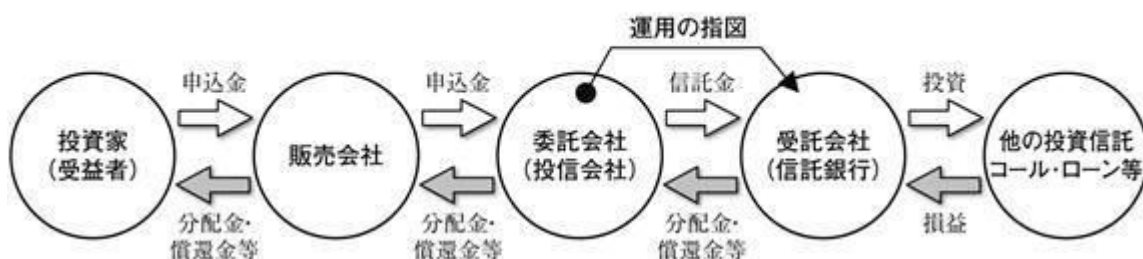 運用の指図
申込金
申込金
信託金
投資
投資家
(受益者)
販売会社
委託会社
(投信会社)
受託会社
(信託銀行)
他の投資信託
コール・ローン等
分配金・
償還金等
分配金・
償還金等
分配金・
償還金等
損益